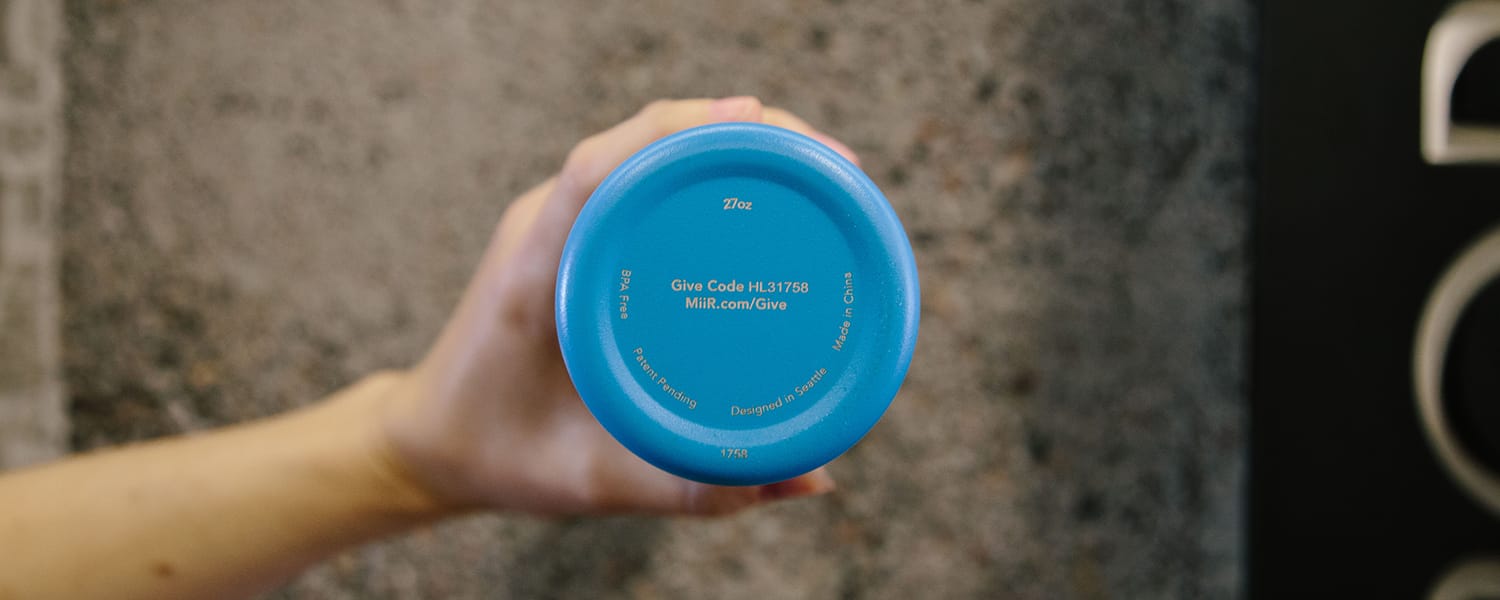 27oz
Give Code HL31758
MiiR.com/Give
BPA Free
Patent Pending
Designed in Seattle
Made in China
1758